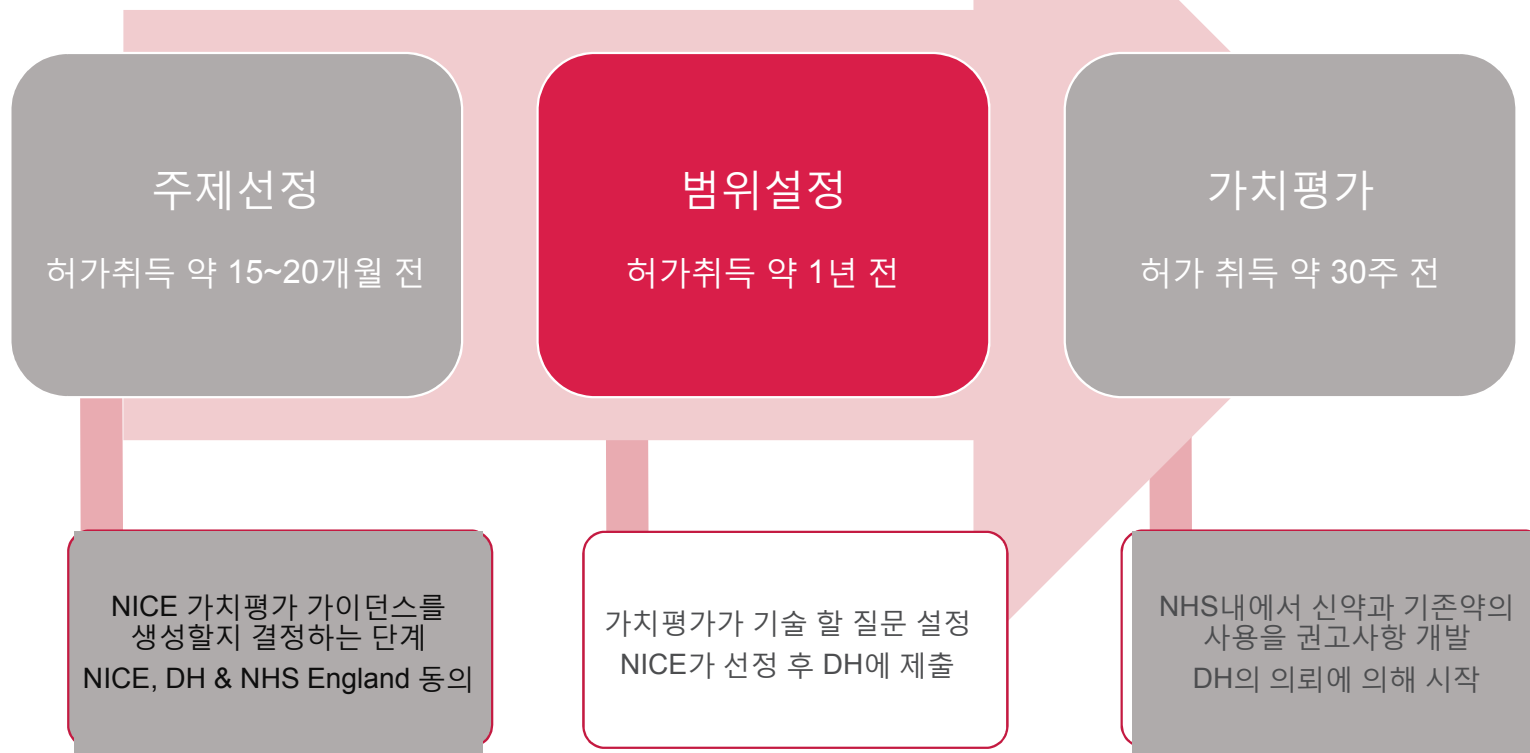 주제선정
허가취득 약 15~20개월 전
범위설정
허가취득 약 1년 전
가치평가
허가 취득 약 30주 전
NICE 가치평가 가이던스를
생성할지 결정하는 단계
NICE, DH & NHS England 동의
가치평가가 기술 할 질문 설정
NICE가 선정 후 DH에 제출
NHS내에서 신약과 기존약의
사용을 권고사항 개발
DH의 의뢰에 의해 시작